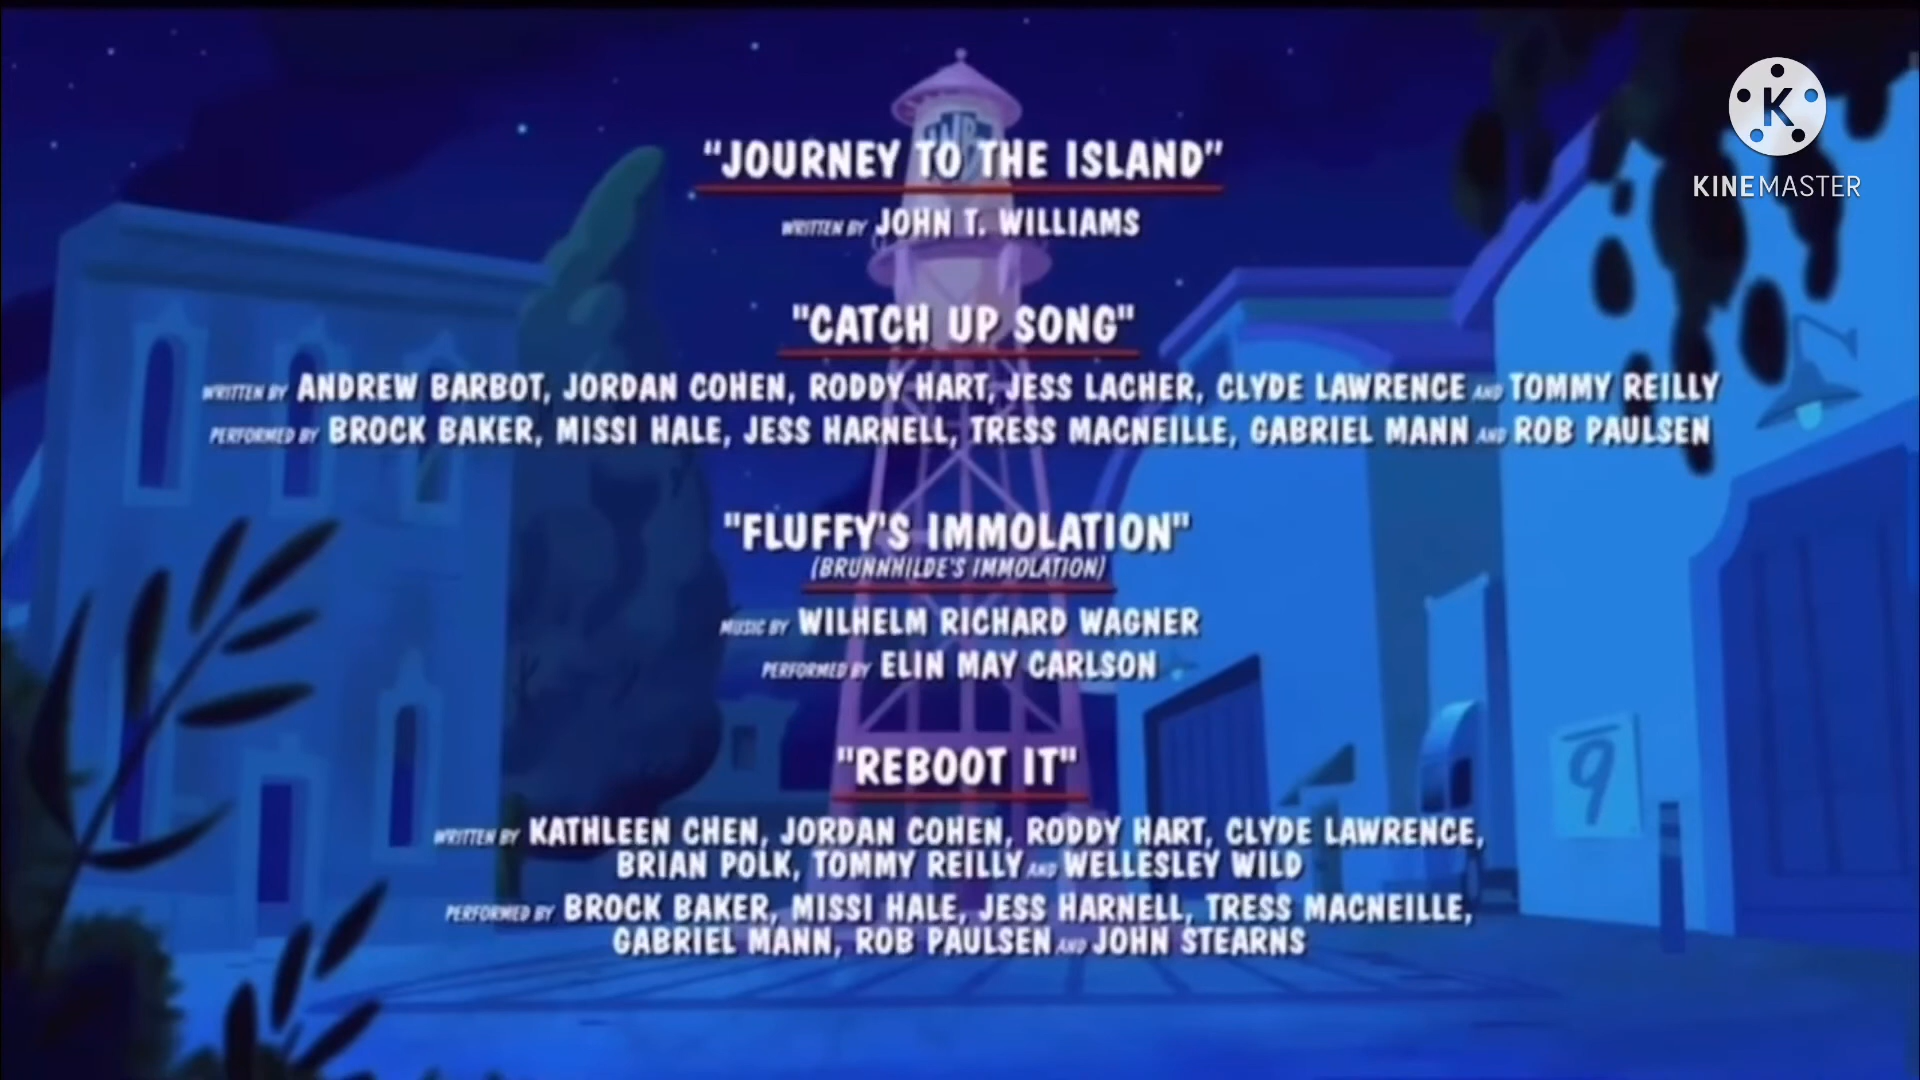 KINEMASTER
"JOURNEY TO THE ISLAND"
WRITTEN BY JOHN T. WILLIAMS
"CATCH UP SONG"
WRITTEN BY ANDREW BARBOT, JORDAN COHEN, RODDY HART, JESS LACHER, CLYDE LAWRENCE AND TOMMY REILLY
PERFORMED BY BROCK BAKER, MISSI HALE, JESS HARNELL, TRESS MACNEILLE, GABRIEL MANN AND ROB PAULSEN
"FLUFFY'S IMMOLATION"
(BRUNNHILDE'S IMMOLATION)
MUSIC BY WILHELM RICHARD WAGNER
PERFORMED BY ELIN MAY CARLSON
"REBOOT IT"
WRITTEN BY KATHLEEN CHEN, JORDAN COHEN, RODDY HART, CLYDE LAWRENCE,
BRIAN POLK, TOMMY REILLY AND WELLESLEY WILD
PERFORMED BY BROCK BAKER, MISSI HALE, JESS HARNELL, TRESS MACNEILLE,
GABRIEL MANN, ROB PAULSEN AND JOHN STEARNS
9